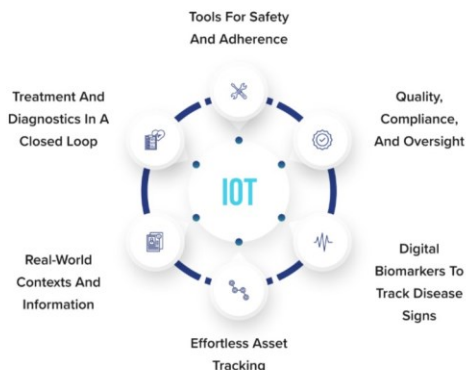 Tools For Safety
And Adherence
Treatment And
Diagnostics In A
Closed Loop
Quality,
Compliance,
And Oversight
IOT
Real-World
Contexts And
Information
Digital
Biomarkers To
Track Disease
Signs
Effortless Asset
Tracking